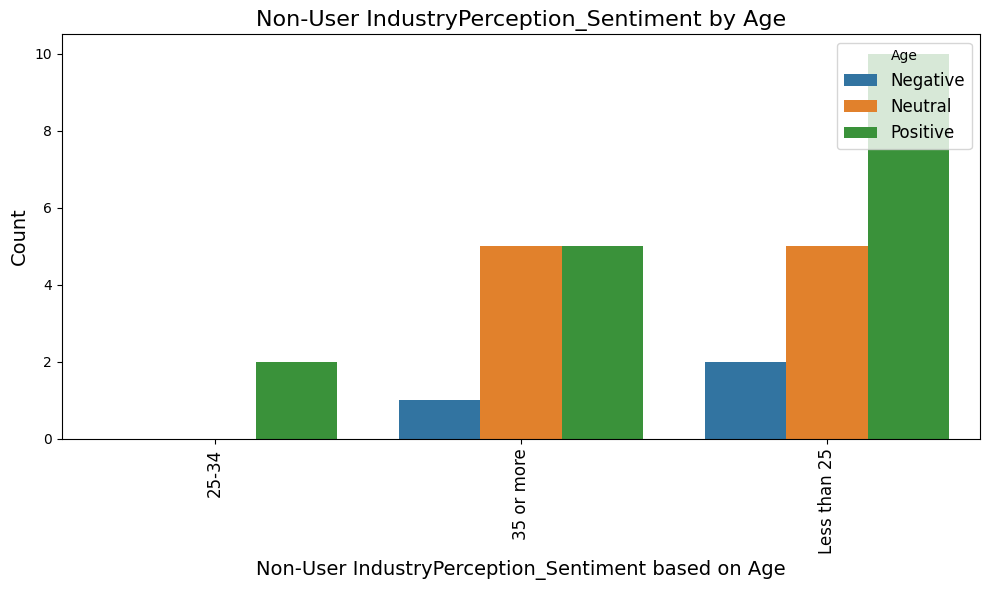 Non-User IndustryPerception_Sentiment by Age
Age
Negative
Neutral
Positive
Count
10
8
6
4
2
0
25-34
35 or more
Less than 25
Non-User IndustryPerception_Sentiment based on Age